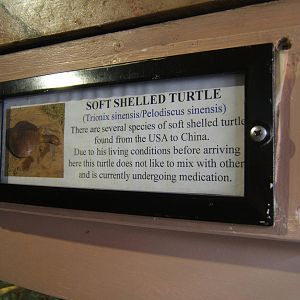 SOFT SHELLED TURTLE
(Trionix sinensis/Pelodiscus sinensis)
There are several species of soft shelled turtle
found from the USA to China.
Due to his living conditions before arriving
here this turtle does not like to mix with other
and is currently undergoing medication.